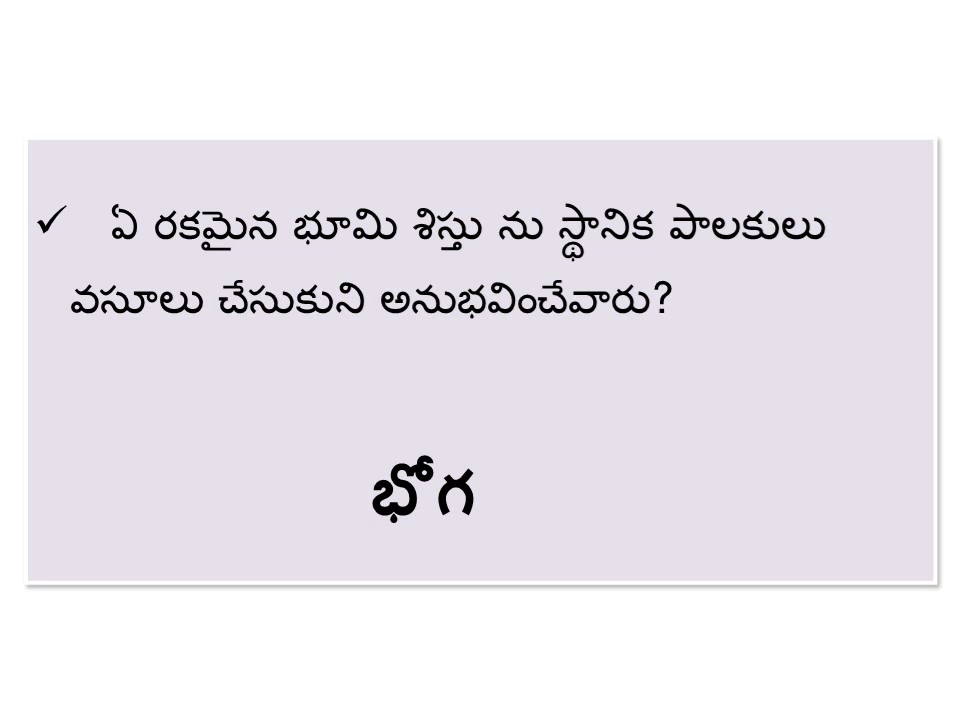 ✓ ఏ రకమైన భూమి శిస్తు ను స్థానిక పాలకులు
వసూలు చేసుకుని అనుభవించేవారు?
భోగ